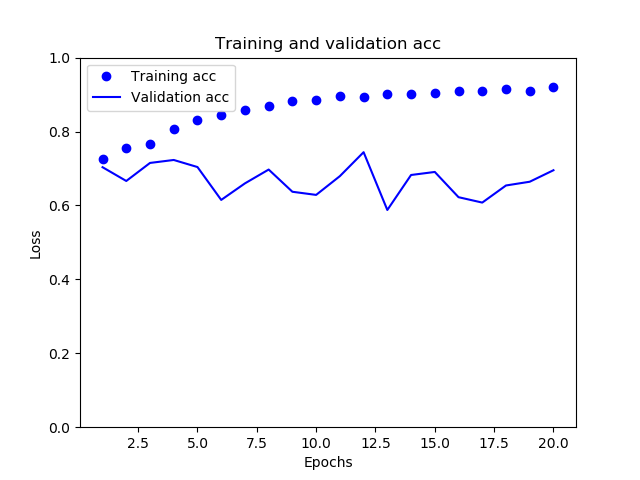 Training and validation acc
1.0
0.8
0.6
0.4
0.2
0.0
Loss
Training acc
Validation acc
2.5 5.0 7.5 10.0 12.5 15.0 17.5 20.0
Epochs